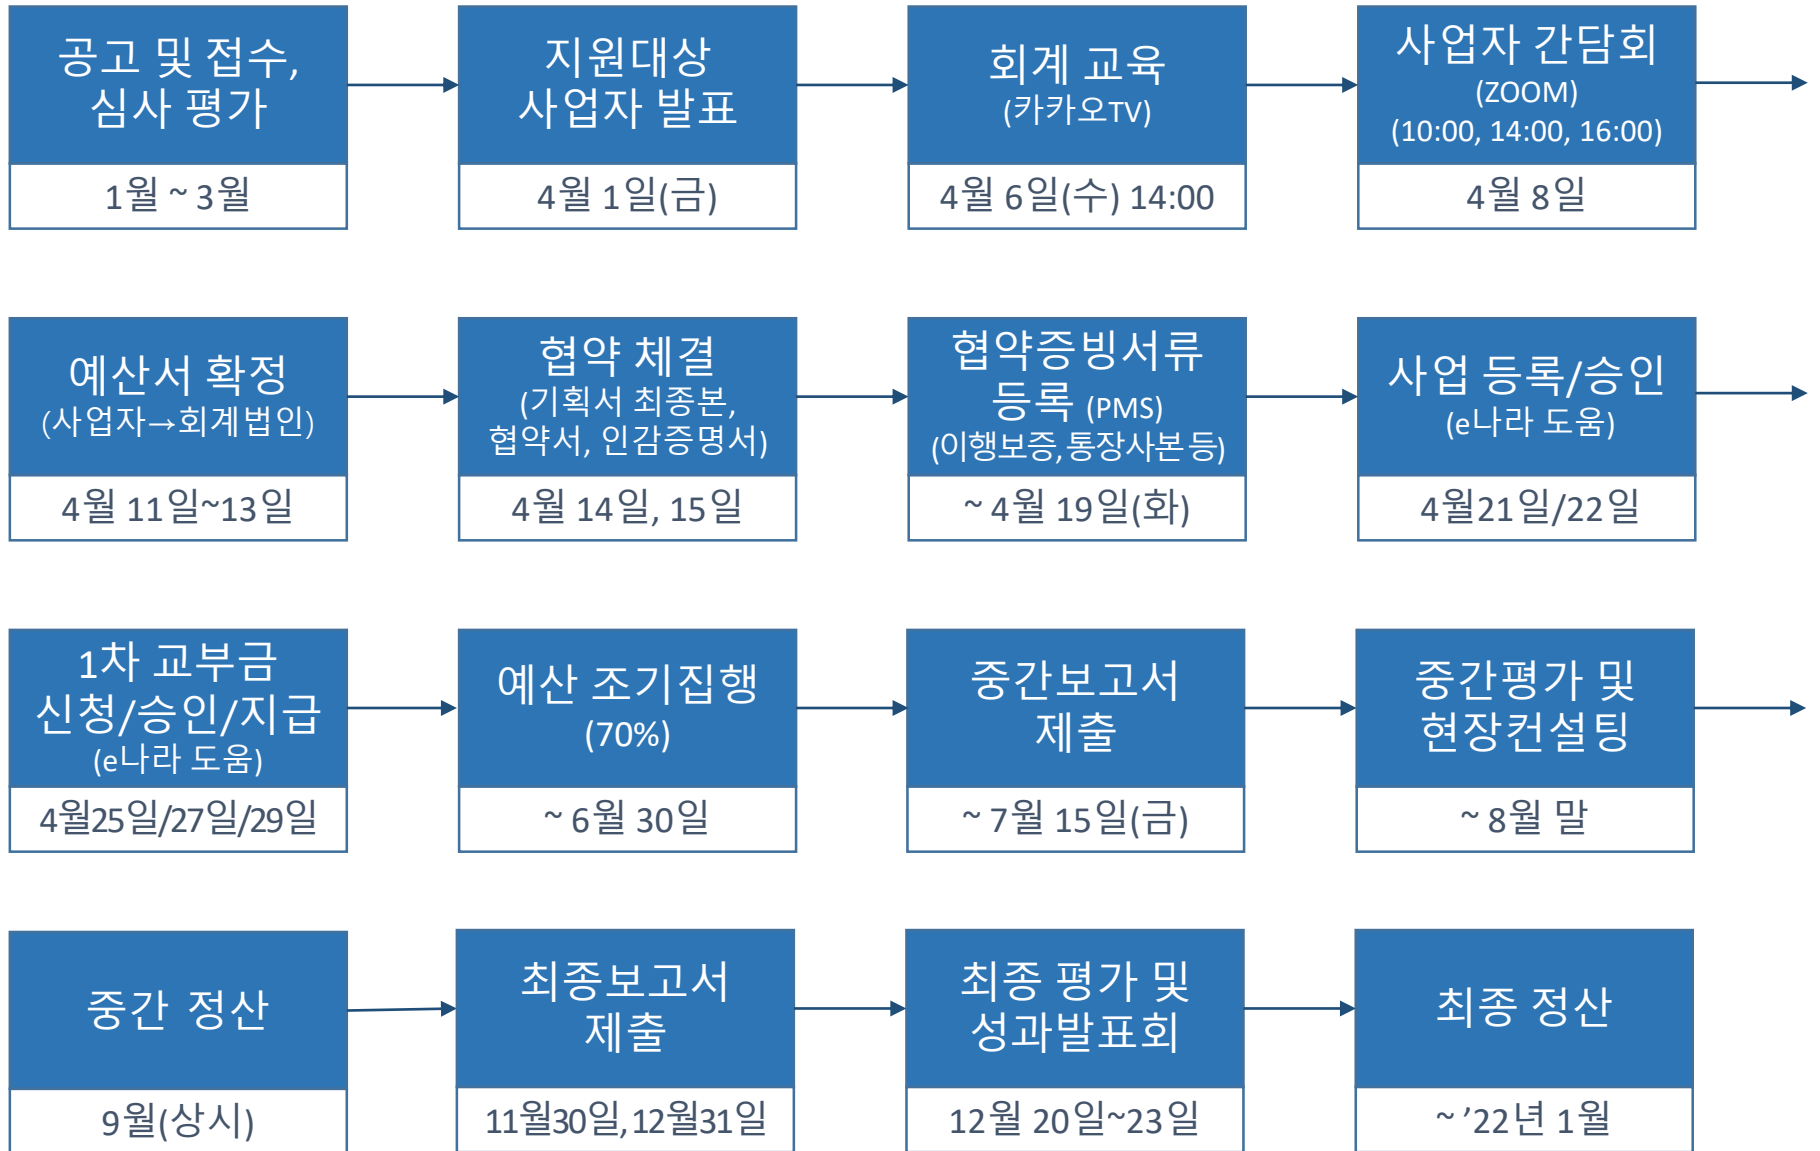 공고 및 접수,
심사 평가
1월 ~ 3월
지원대상
사업자 발표
4월 1일(금)
회계 교육
(카카오TV)
4월 6일(수) 14:00
사업자 간담회
(ZOOM)
(10:00, 14:00, 16:00)
4월 8일
예산서 확정
(사업자→회계법인)
4월 11일~13일
협약 체결
(기획서 최종본,
협약서, 인감증명서)
4월 14일, 15일
협약증빙서류
등록 (PMS)
(이행보증, 통장사본 등)
~ 4월 19일(화)
사업 등록/승인
(e나라 도움)
4월21일/22일
1차 교부금
신청/승인/지급
(e나라 도움)
4월25일/27일/29일
예산 조기집행
(70%)
~ 6월 30일
중간보고서
제출
~ 7월 15일(금)
중간평가 및
현장컨설팅
~ 8월 말
중간 정산
9월(상시)
최종보고서
제출
11월30일, 12월31일
최종 평가 및
성과발표회
12월 20일~23일
최종 정산
~ ’22년 1월